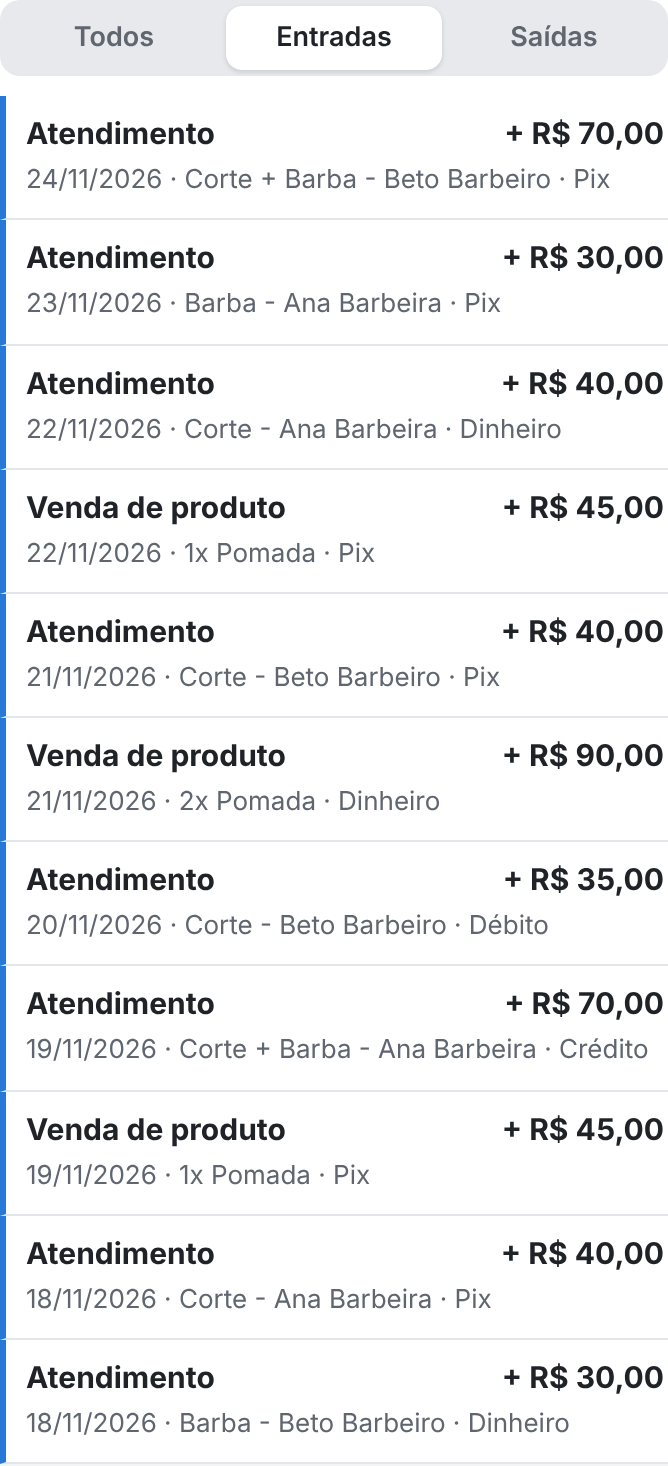 Todos Entradas Saídas
Atendimento + R$ 70,00
24/11/2026 · Corte + Barba - Beto Barbeiro · Pix
Atendimento + R$ 30,00
23/11/2026 · Barba - Ana Barbeira · Pix
Atendimento + R$ 40,00
22/11/2026 · Corte - Ana Barbeira · Dinheiro
Venda de produto + R$ 45,00
22/11/2026 · 1x Pomada · Pix
Atendimento + R$ 40,00
21/11/2026 · Corte - Beto Barbeiro · Pix
Venda de produto + R$ 90,00
21/11/2026 · 2x Pomada · Dinheiro
Atendimento + R$ 35,00
20/11/2026 · Corte - Beto Barbeiro · Débito
Atendimento + R$ 70,00
19/11/2026 · Corte + Barba - Ana Barbeira · Crédito
Venda de produto + R$ 45,00
19/11/2026 · 1x Pomada · Pix
Atendimento + R$ 40,00
18/11/2026 · Corte - Ana Barbeira · Pix
Atendimento + R$ 30,00
18/11/2026 · Barba - Beto Barbeiro · Dinheiro